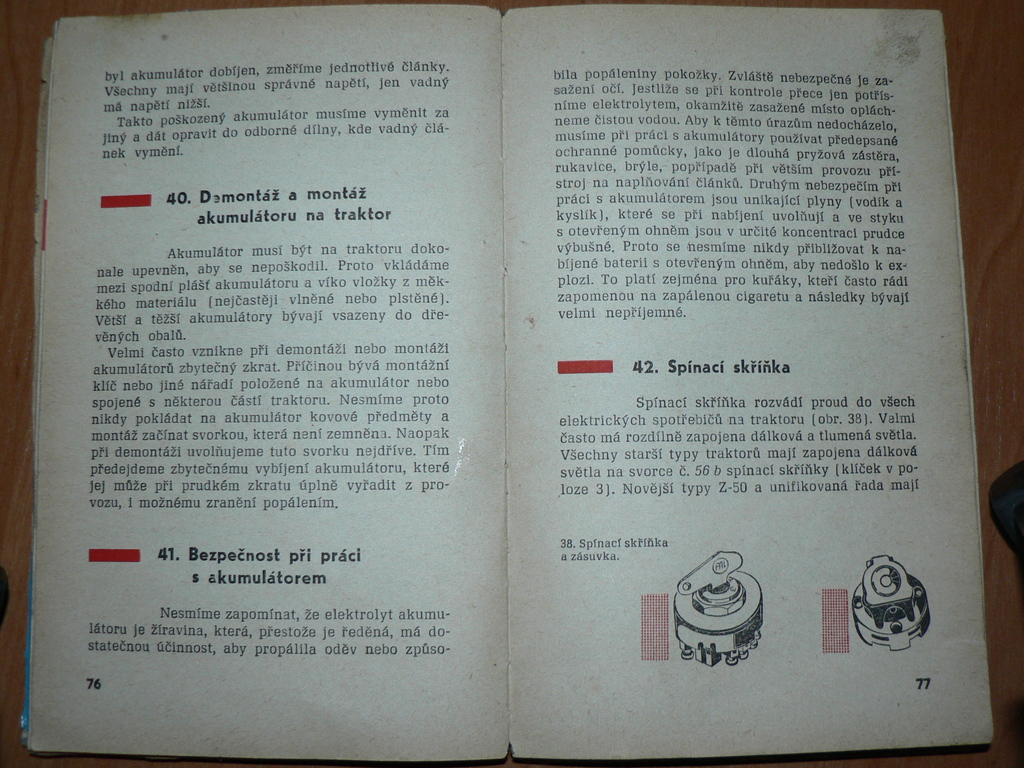 byl akumulátor dobíjen, změříme jednotlivé články.
Všechny mají většinou správné napětí, jen vadný
má napětí nižší.
Takto poškozený akumulátor musíme vyměnit za
jiný a dát opravit do odborné dílny, kde vadný člá-
nek vymění.
40. Demontáž a montáž
akumulátoru na traktor
Akumulátor musí být na traktoru doko-
nale upevněn, aby se nepoškodil. Proto vkládáme
mezi spodní plášť akumulátoru a víko vložky z měk-
kého materiálu (nejčastěji vlněné nebo plstěné).
Větší a těžší akumulátory bývají vsazeny do dře-
věných obalů.
Velmi často vznikne při demontáži nebo montáži
akumulátorů zbytečný zkrat. Příčinou bývá montážní
klíč nebo jiné nářadí položené na akumulátor nebo
spojené s některou částí traktoru. Nesmíme proto
nikdy pokládat na akumulátor kovové předměty a
montáž začínat svorkou, která není zemněna. Naopak
při demontáži uvolňujeme tuto svorku nejdříve. Tím
předejdeme zbytečnému vybíjení akumulátoru, které
jej může při prudkém zkratu úplně vyřadit z pro-
vozu, i možnému zranění popálením.
41. Bezpečnost při práci
s akumulátorem
Nesmíme zapomínat, že elektrolyt akumu-
látoru je žíravina, která, přestože je ředěná, má do-
statečnou účinnost, aby propálila oděv nebo způso-
76
bila popáleniny pokožky. Zvláště nebezpečné je za-
sažení očí. Jestliže se při kontrole přece jen potřís-
níme elektrolytem, okamžitě zasažené místo oplách-
neme čistou vodou. Aby k těmto úrazům nedocházelo,
musíme při práci s akumulátory používat předepsané
ochranné pomůcky, jako je dlouhá pryžová zástěra,
rukavice, brýle, popřípadě při větším provozu pří-
stroj na naplňování článků. Druhým nebezpečím při
práci s akumulátorem jsou unikající plyny (vodík a
kyslík), které se při nabíjení uvolňují a ve styku
s otevřeným ohněm jsou v určité koncentraci prudce
výbušné. Proto se nesmíme nikdy přibližovat k na-
bíjené baterii s otevřeným ohněm, aby nedošlo k ex-
plozi. To platí zejména pro kuřáky, kteří často rádi
zapomenou na zapálenou cigaretu a následky bývají
velmi nepříjemné.
42. Spínací skříňka
Spínací skříňka rozvádí proud do všech
elektrických spotřebičů na traktoru (obr. 38). Velmi
často má rozdílně zapojena dálková a tlumená světla.
Všechny starší typy traktorů mají zapojena dálková
světla na svorce č. 56 b spínací skříňky (klíček v po-
loze 3). Novější typy Z-50 a unifikovaná řada mají
38. Spínací skříňka
a zásuvka.
77